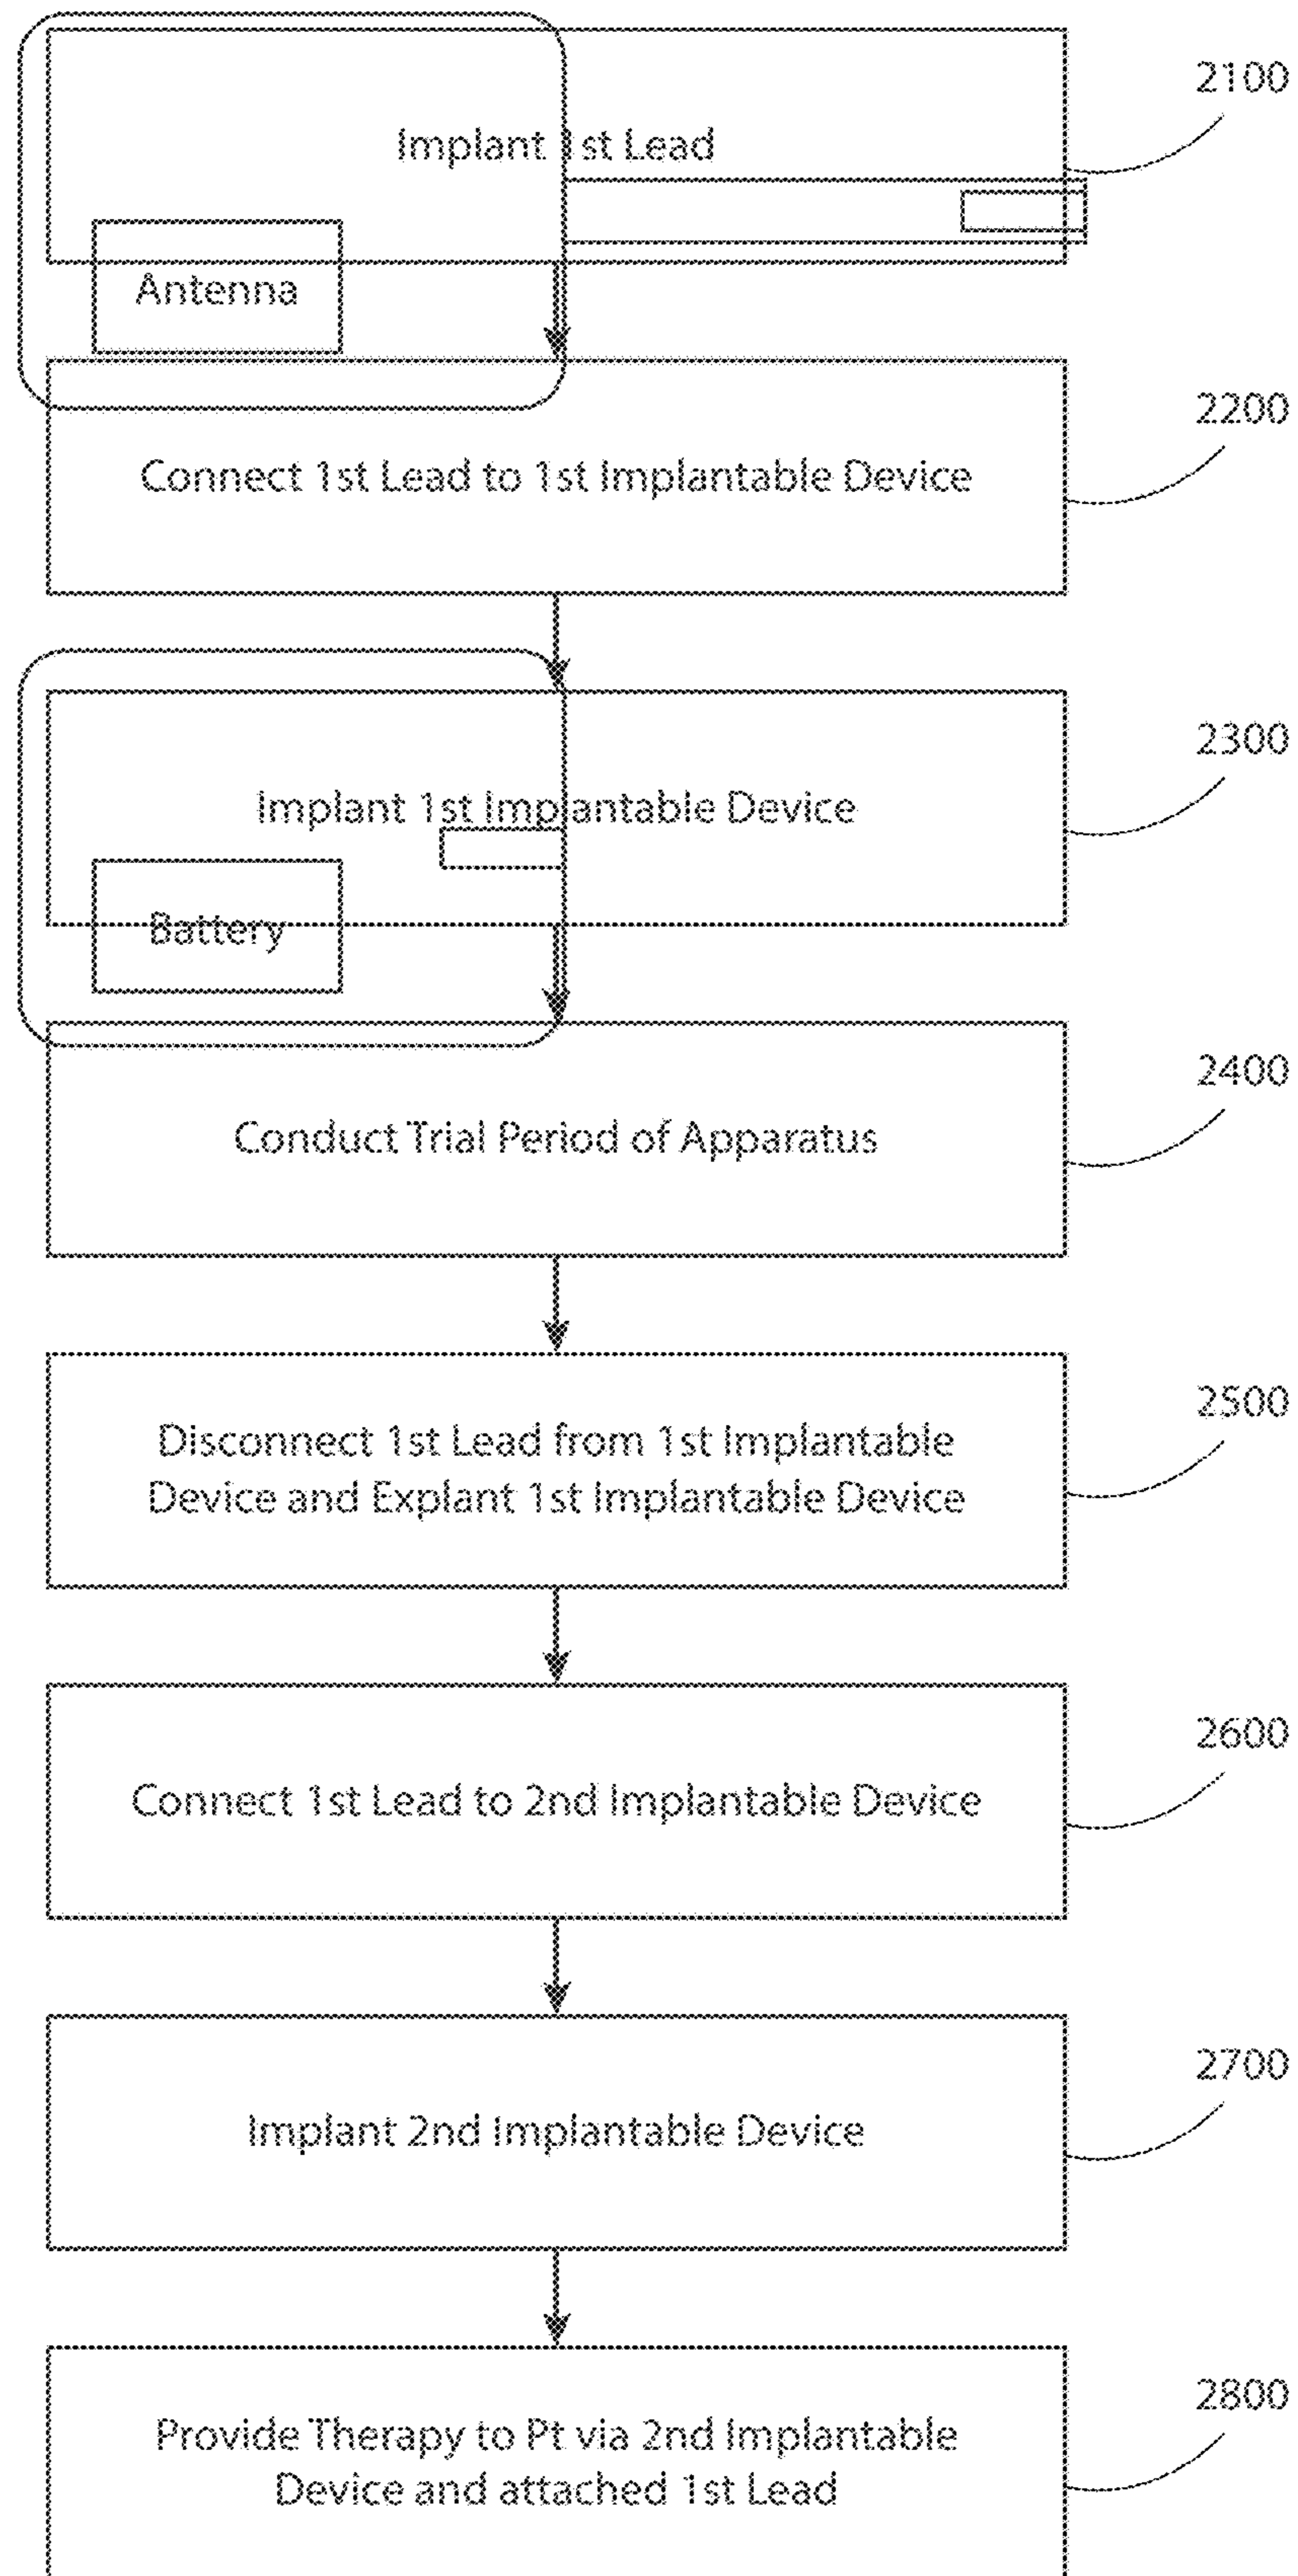 2100
Implant 1st Lead
Antenna
2200
Connect 1st Lead to 1st Implantable Device
2300
Implant 1st Implantable Device
Battery
2400
Conduct Trial Period of Apparatus
2500
Disconnect 1st Lead from 1st Implantable
Device and Explant 1st Implantable Device
2600
Connect 1st Lead to 2nd Implantable Device
2700
Implant 2nd Implantable Device
2800
Provide Therapy to Pt via 2nd Implantable
Device and attached 1st Lead